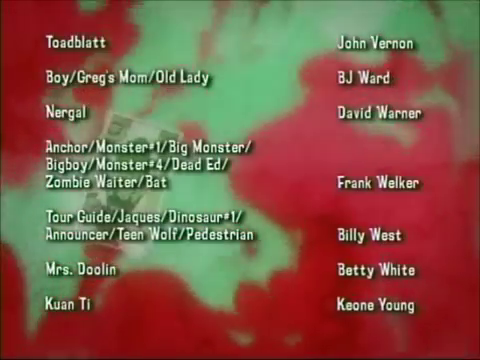 Toadblatt John Vernon
Boy/Greg's Mom/Old Lady BJ Ward
Nergal David Warner
Anchor/Monster#1/Big Monster/
Bigboy/Monster#4/Dead Ed/
Zombie Waiter/Bat Frank Welker
Tour Guide/Jaques/Dinosaur#1/
Announcer/Teen Wolf/Pedestrian Billy West
Mrs. Doolin Betty White
Kuan Ti Keone Young